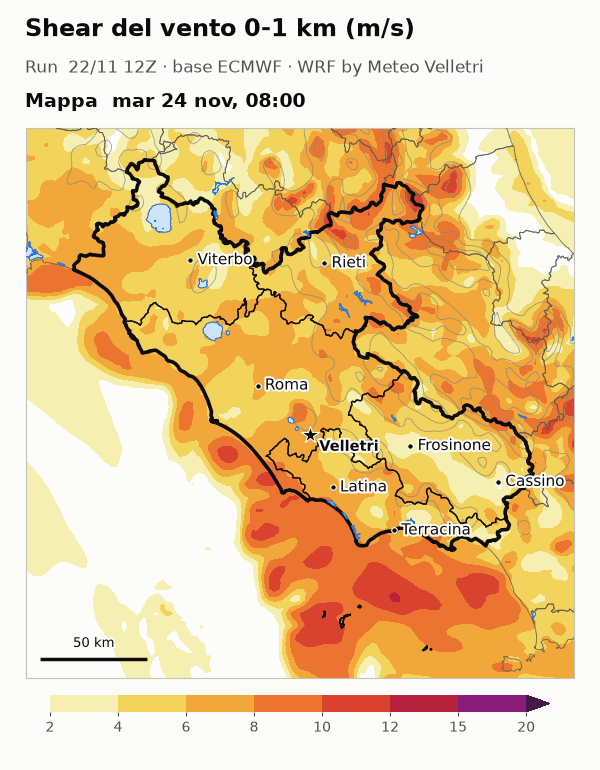 Shear del vento 0-1 km (m/s)
Run 22/11 12Z · base ECMWF · WRF by Meteo Velletri
Mappa mar 24 nov, 08:00
Viterbo
Rieti
Roma
Velletri
Frosinone
Cassino
Latina
Terracina
50 km
2 4 6 8 10 12 15 20